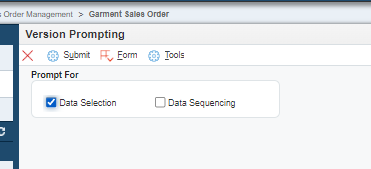 s Order Management > Garment Sales Order
Version Prompting
Submit Form Tools
Prompt For
Data Selection Data Sequencing